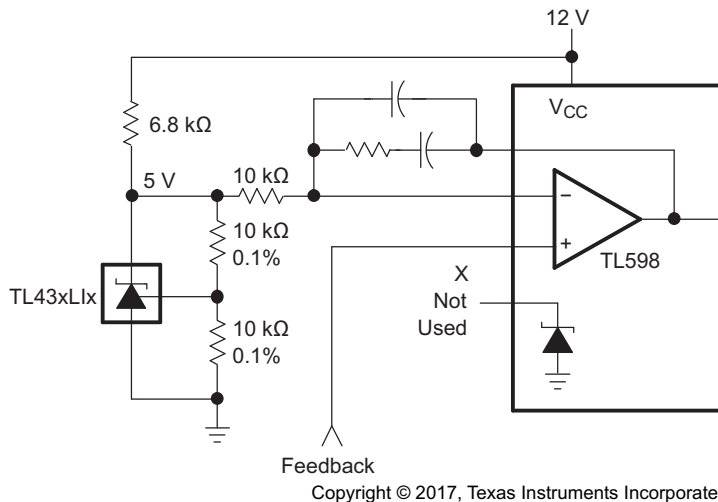 12 V
6.8 kΩ
V_CC
5 V
10 kΩ
10 kΩ
0.1%
−
+
TL598
TL43xLIx
X
Not
Used
10 kΩ
0.1%
Feedback
Copyright © 2017, Texas Instruments Incorporate